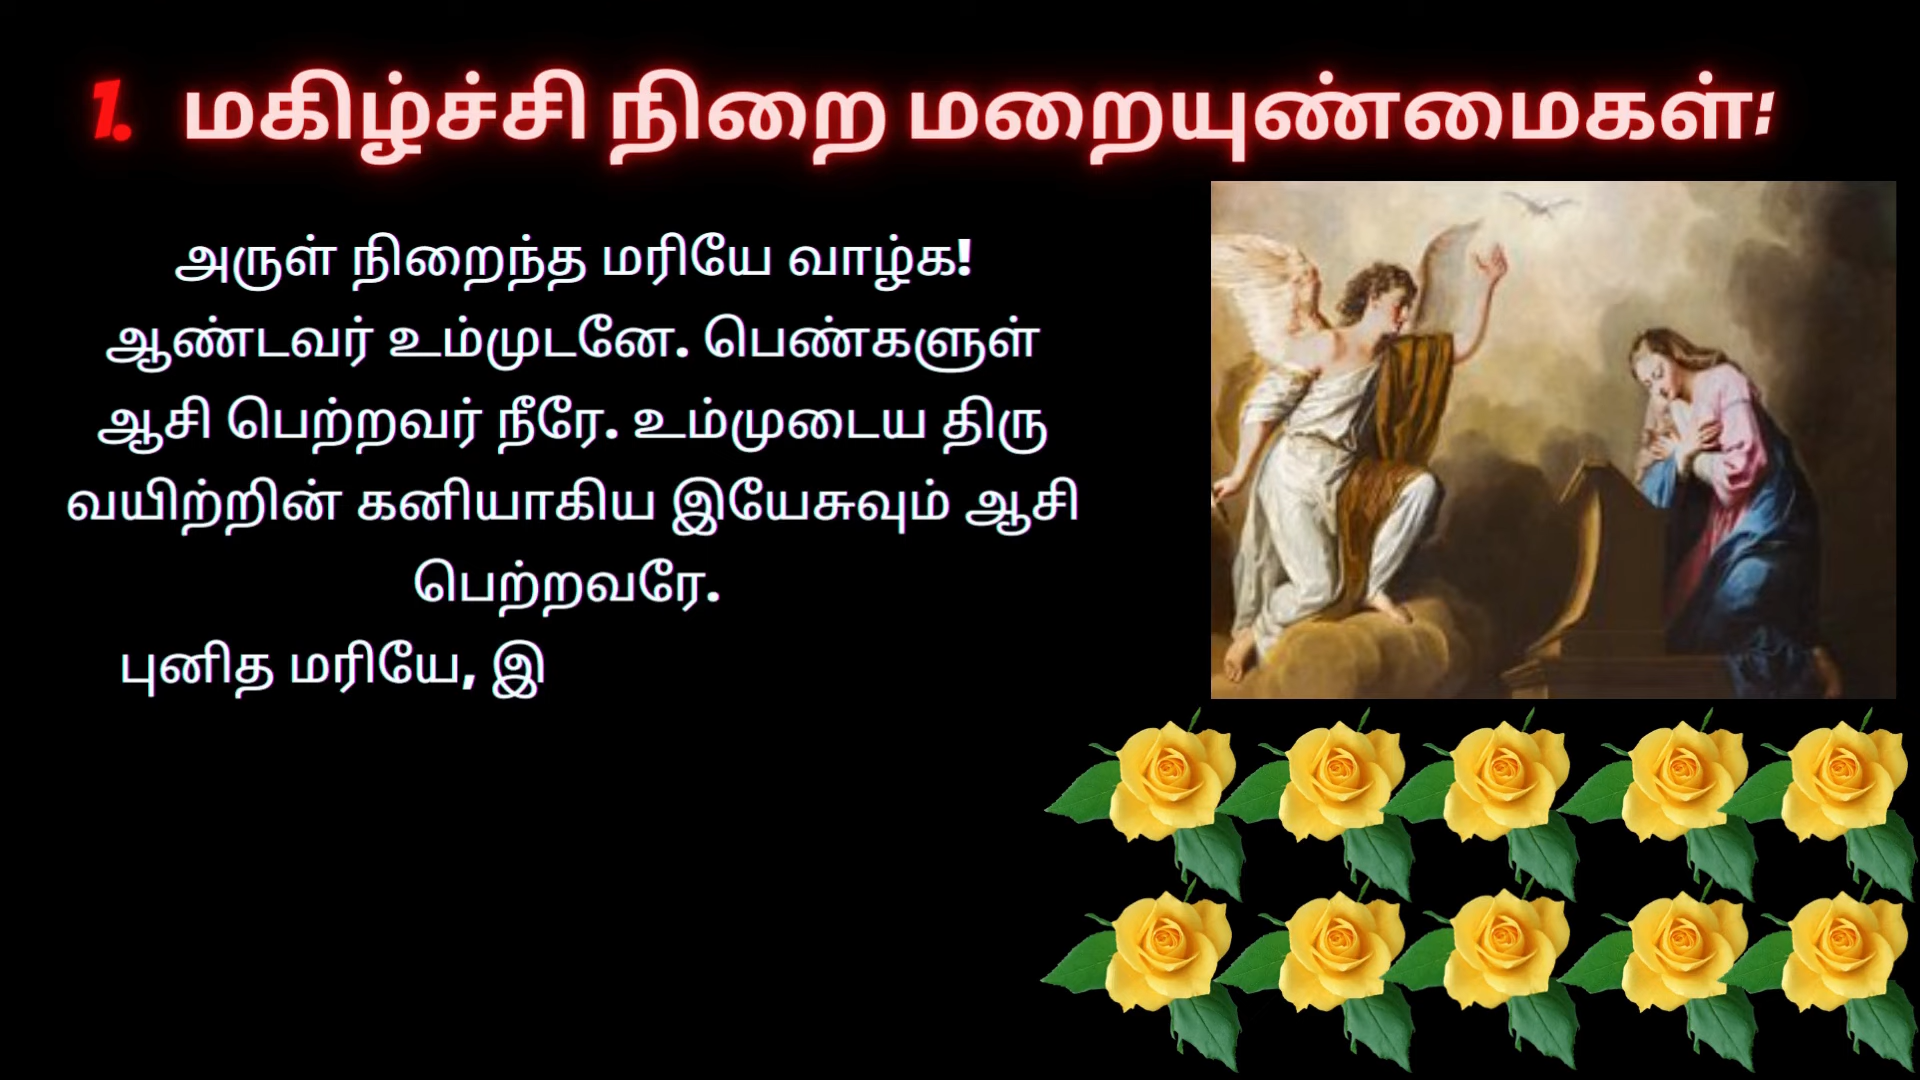 1. மகிழ்ச்சி நிறை மறையுண்மைகள்:
அருள் நிறைந்த மரியே வாழ்க!
ஆண்டவர் உம்முடனே. பெண்களுள்
ஆசி பெற்றவர் நீரே. உம்முடைய திரு
வயிற்றின் கனியாகிய இயேசுவும் ஆசி
பெற்றவரே.
புனித மரியே, இ